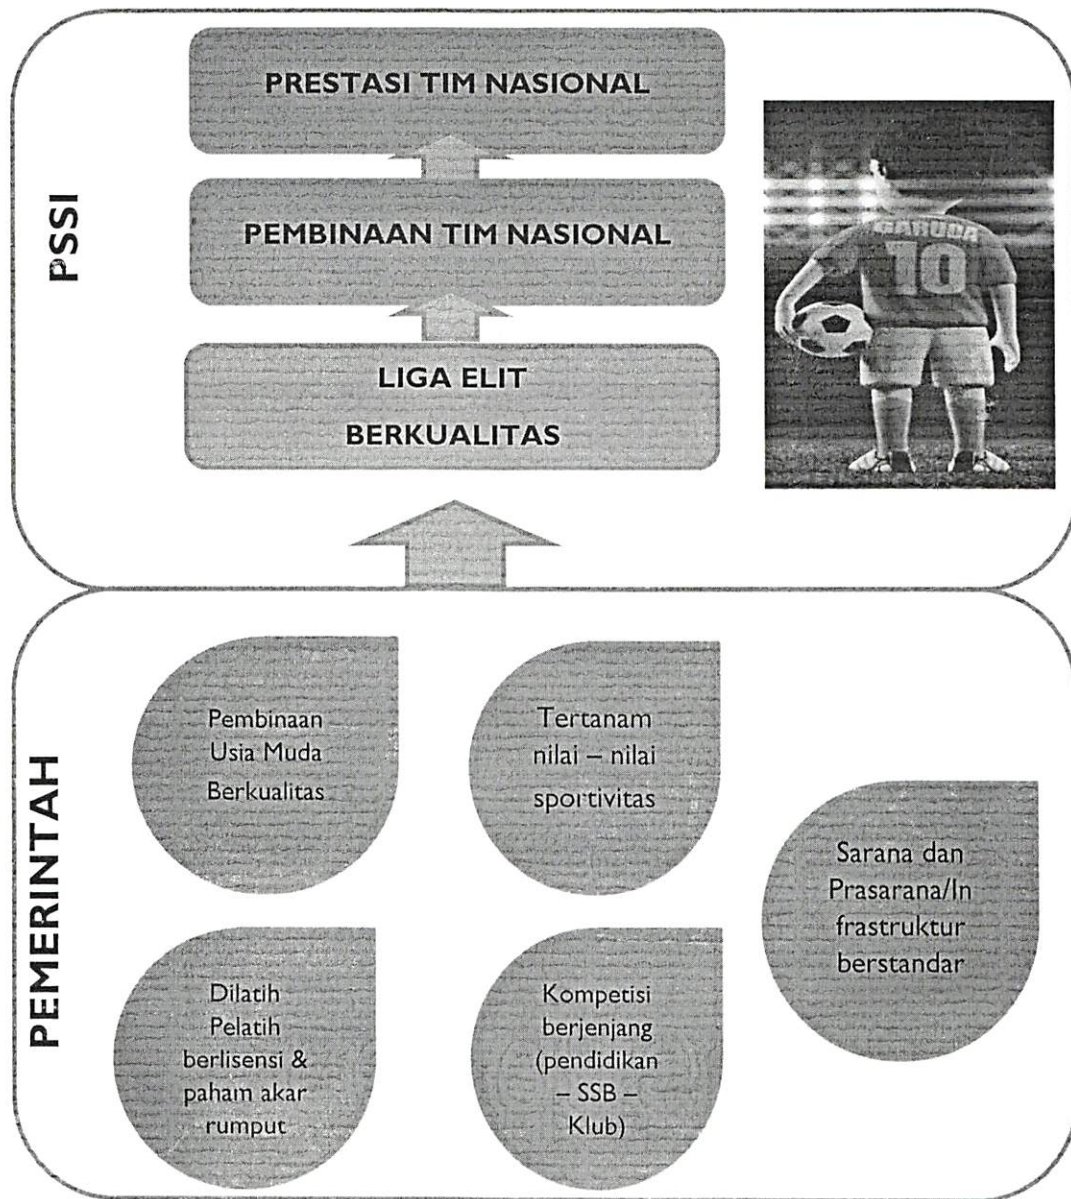 PSSI
PRESTASI TIM NASIONAL
PEMBINAAN TIM NASIONAL
LIGA ELIT
BERKUALITAS
GARUDA
10
PEMERINTAH
Pembinaan
Usia Muda
Berkualitas
Tertanam
nilai – nilai
sportivitas
Sarana dan
Prasarana/In
frastruktur
berstandar
Dilatih
Pelatih
berlisensi &
paham akar
rumput
Kompetisi
berjenjang
(pendidikan
– SSB –
Klub)